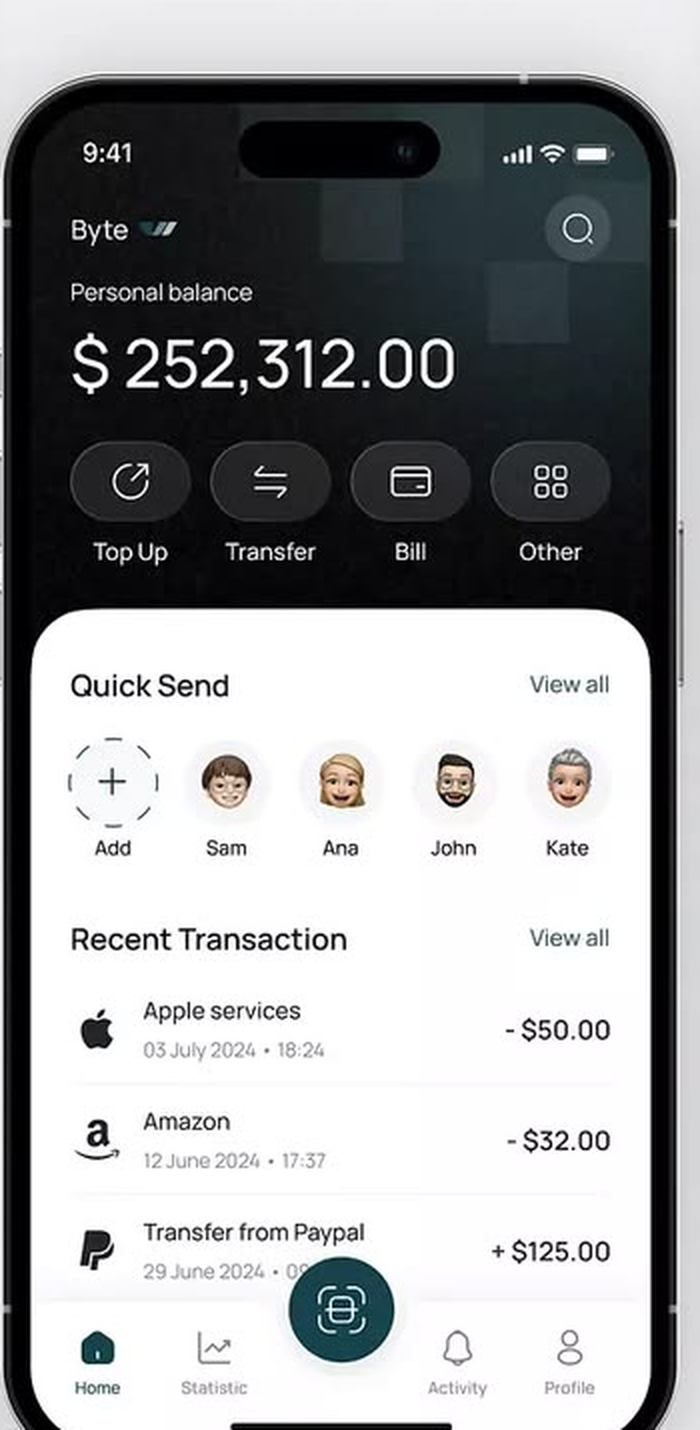 9:41
Byte
Personal balance
$ 252,312.00
Top Up Transfer Bill Other
Quick Send View all
Add Sam Ana John Kate
Recent Transaction View all
Apple services
- $50.00
03 July 2024 • 18:24
Amazon
- $32.00
12 June 2024 • 17:37
Transfer from Paypal
+ $125.00
29 June 2024 •
Home Statistic Activity Profile